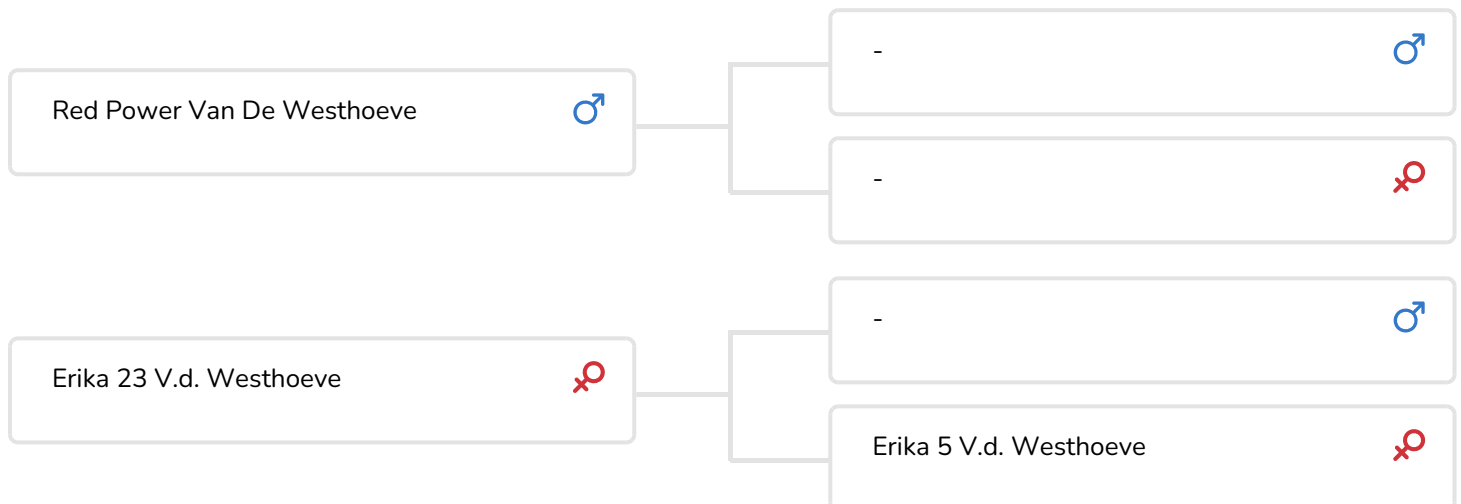 -
Red Power Van De Westhoeve
-
-
Erika 23 V.d. Westhoeve
Erika 5 V.d. Westhoeve